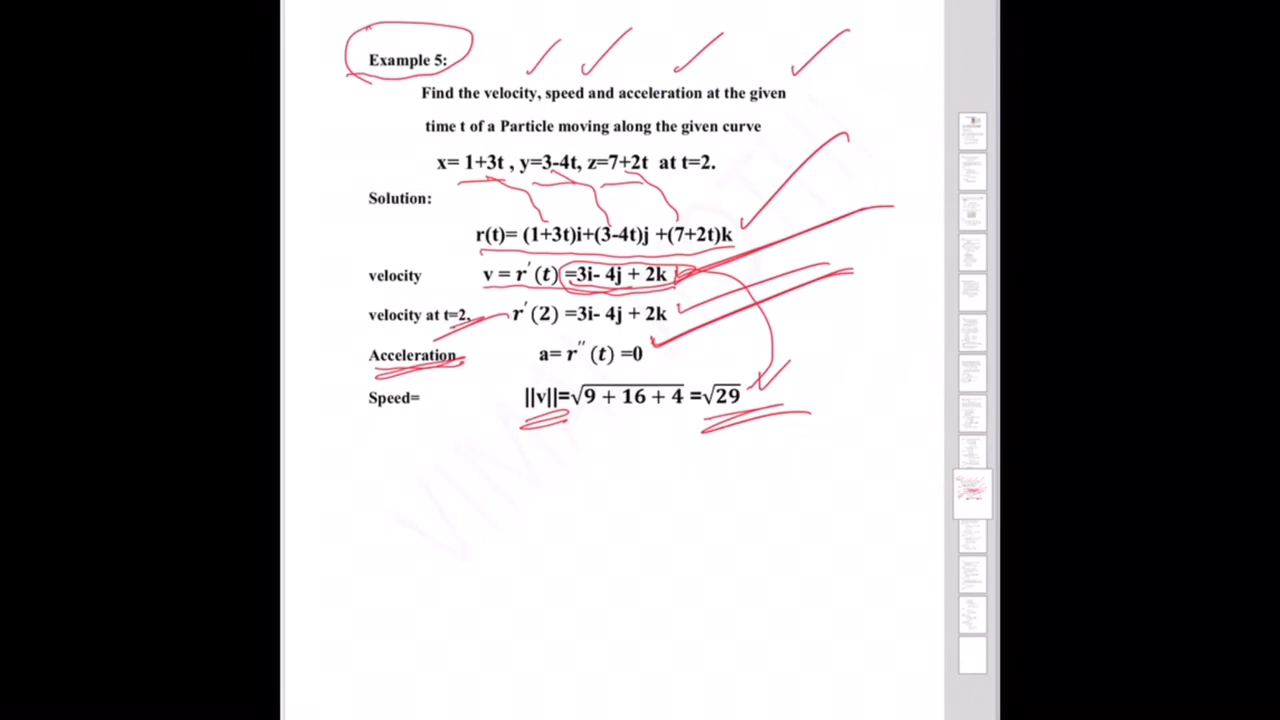 Example 5:
Find the velocity, speed and acceleration at the given
time t of a Particle moving along the given curve
x= 1+3t , y=3-4t, z=7+2t at t=2.
Solution:
r(t)= (1+3t)i+(3-4t)j +(7+2t)k
velocity v = r′(t) =3i- 4j + 2k
velocity at t=2, r′(2) =3i- 4j + 2k
Acceleration a= r″(t) =0
Speed= ||v||=√9 + 16 + 4 =√29